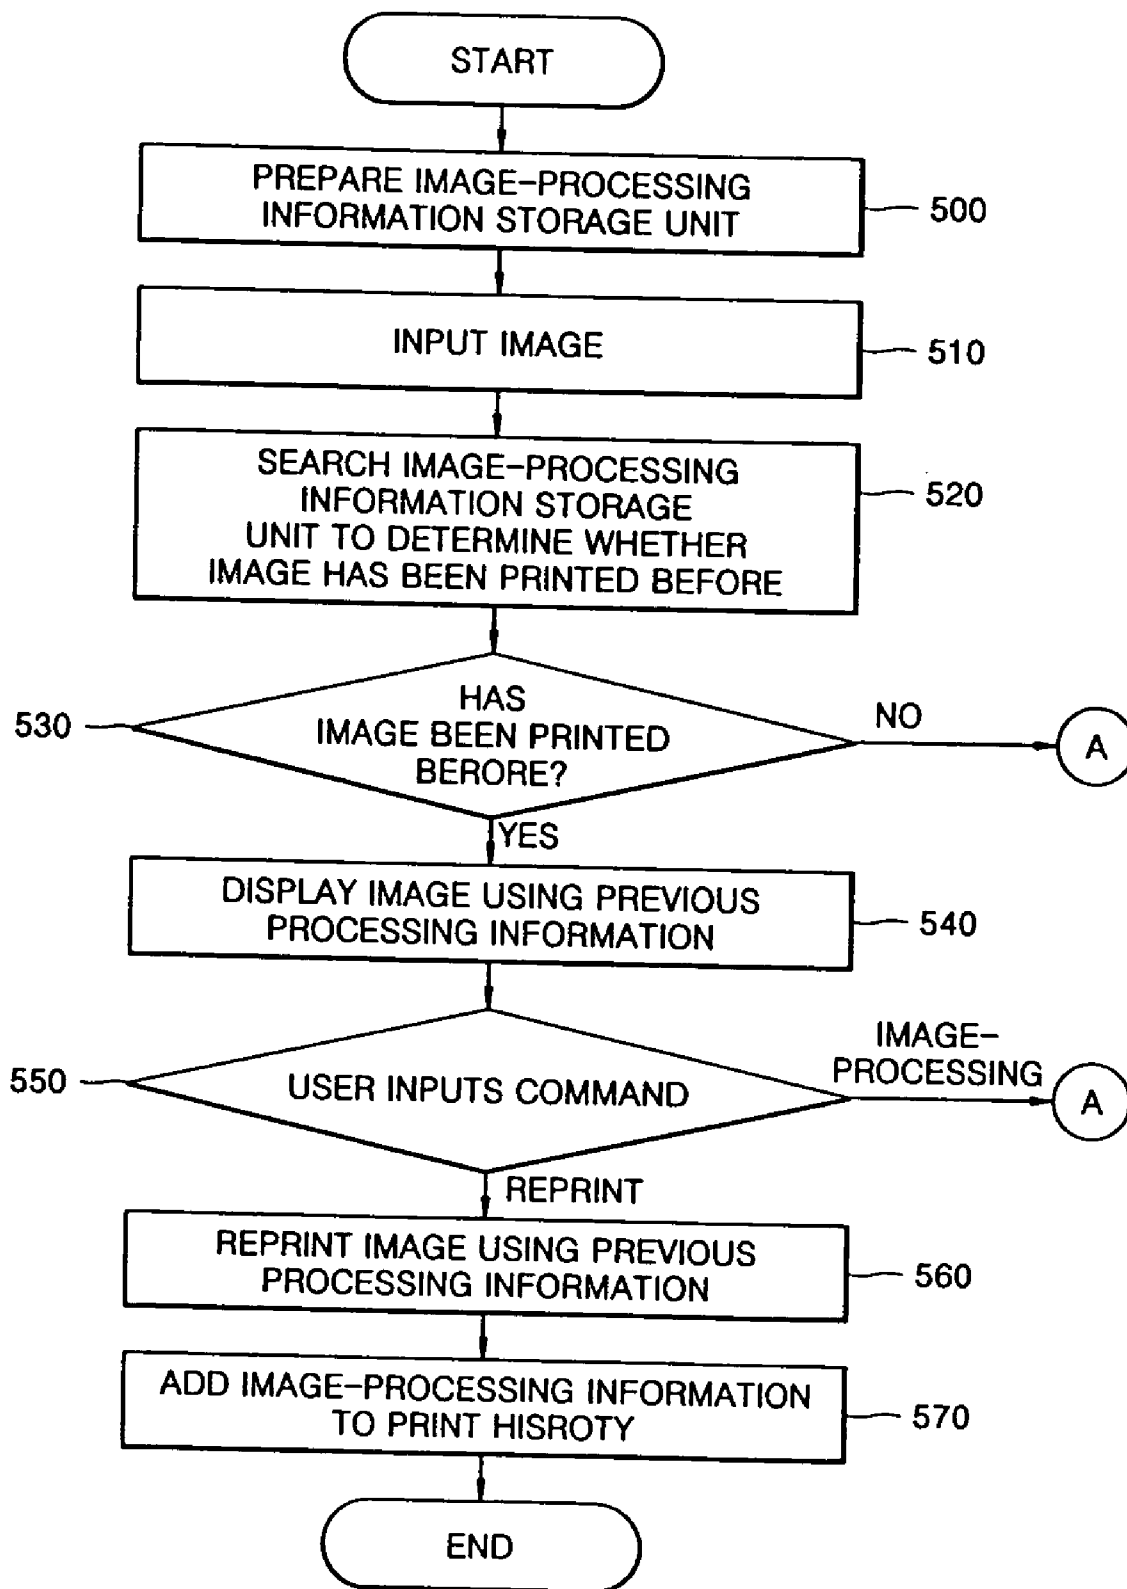 START
PREPARE IMAGE-PROCESSING
INFORMATION STORAGE UNIT
500
INPUT IMAGE
510
SEARCH IMAGE-PROCESSING
INFORMATION STORAGE
UNIT TO DETERMINE WHETHER
IMAGE HAS BEEN PRINTED BEFORE
520
530
HAS
IMAGE BEEN PRINTED
BERORE?
NO
A
YES
DISPLAY IMAGE USING PREVIOUS
PROCESSING INFORMATION
540
550
USER INPUTS COMMAND
IMAGE-
PROCESSING
A
REPRINT
REPRINT IMAGE USING PREVIOUS
PROCESSING INFORMATION
560
ADD IMAGE-PROCESSING INFORMATION
TO PRINT HISROTY
570
END